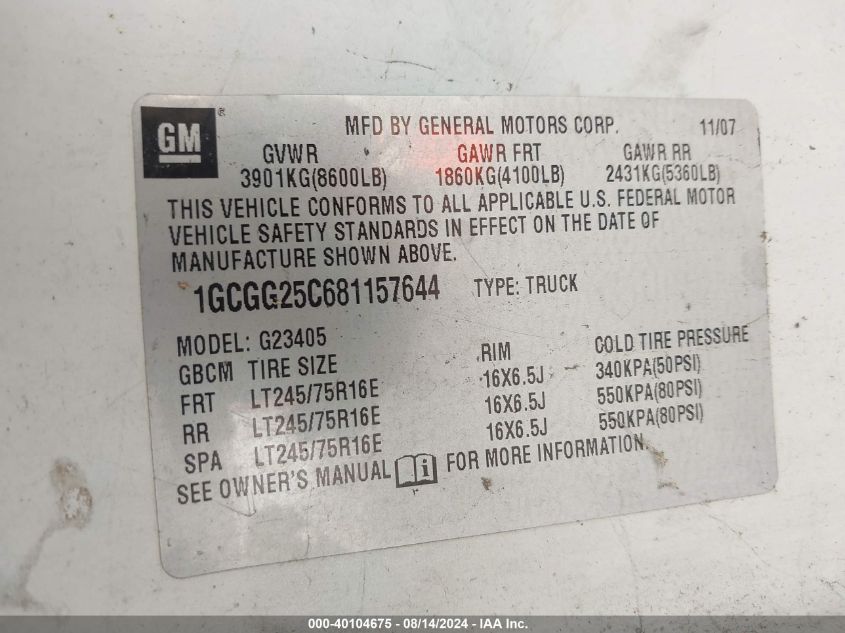 GM ®
MFD BY GENERAL MOTORS CORP. 11/07
GVWR GAWR FRT GAWR RR
3901KG(8600LB) 1860KG(4100LB) 2431KG(5360LB)
THIS VEHICLE CONFORMS TO ALL APPLICABLE U.S. FEDERAL MOTOR
VEHICLE SAFETY STANDARDS IN EFFECT ON THE DATE OF
MANUFACTURE SHOWN ABOVE.
1GCGG25C681157644 TYPE: TRUCK
MODEL: G23405
GBCM TIRE SIZE RIM COLD TIRE PRESSURE
FRT LT245/75R16E 16X6.5J 340KPA(50PSI)
RR LT245/75R16E 16X6.5J 550KPA(80PSI)
SPA LT245/75R16E 16X6.5J 550KPA(80PSI)
SEE OWNER'S MANUAL i FOR MORE INFORMATION.
000-40104675 - 08/14/2024 - IAA Inc.